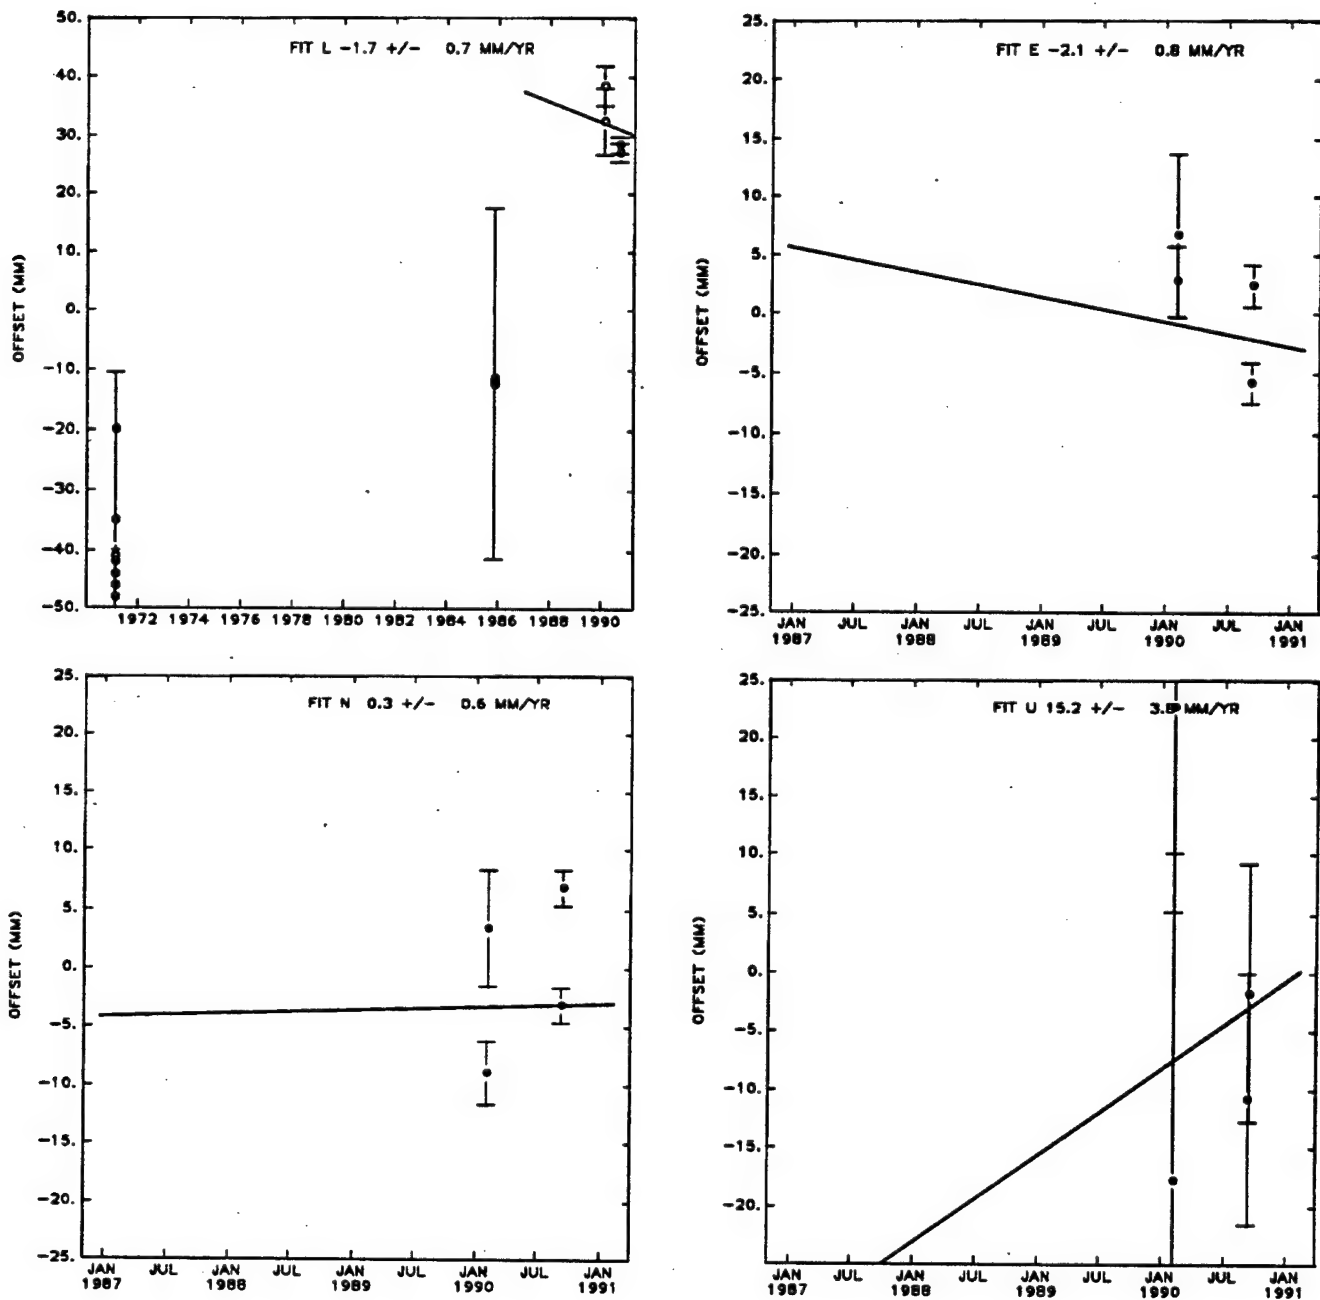 FIT L -1.7 +/- 0.7 MM/YR
50.
40.
30.
20.
10.
0.
-10.
-20.
-30.
-40.
-50.
OFFSET (MM)
1972 1974 1976 1978 1980 1982 1984 1986 1988 1990
FIT E -2.1 +/- 0.8 MM/YR
25.
20.
15.
10.
5.
0.
-5.
-10.
-15.
-20.
-25.
OFFSET (MM)
JAN JUL JAN JUL JAN JUL JAN JUL JAN
1987 1988 1989 1990 1991
FIT N 0.3 +/- 0.6 MM/YR
25.
20.
15.
10.
5.
0.
-5.
-10.
-15.
-20.
-25.
OFFSET (MM)
JAN JUL JAN JUL JAN JUL JAN JUL JAN
1987 1988 1989 1990 1991
FIT U 15.2 +/- MM/YR
25.
20.
15.
10.
5.
0.
-5.
-10.
-15.
-20.
OFFSET (MM)
JAN JUL JAN JUL JAN JUL JAN JUL JAN
1987 1988 1989 1990 1991